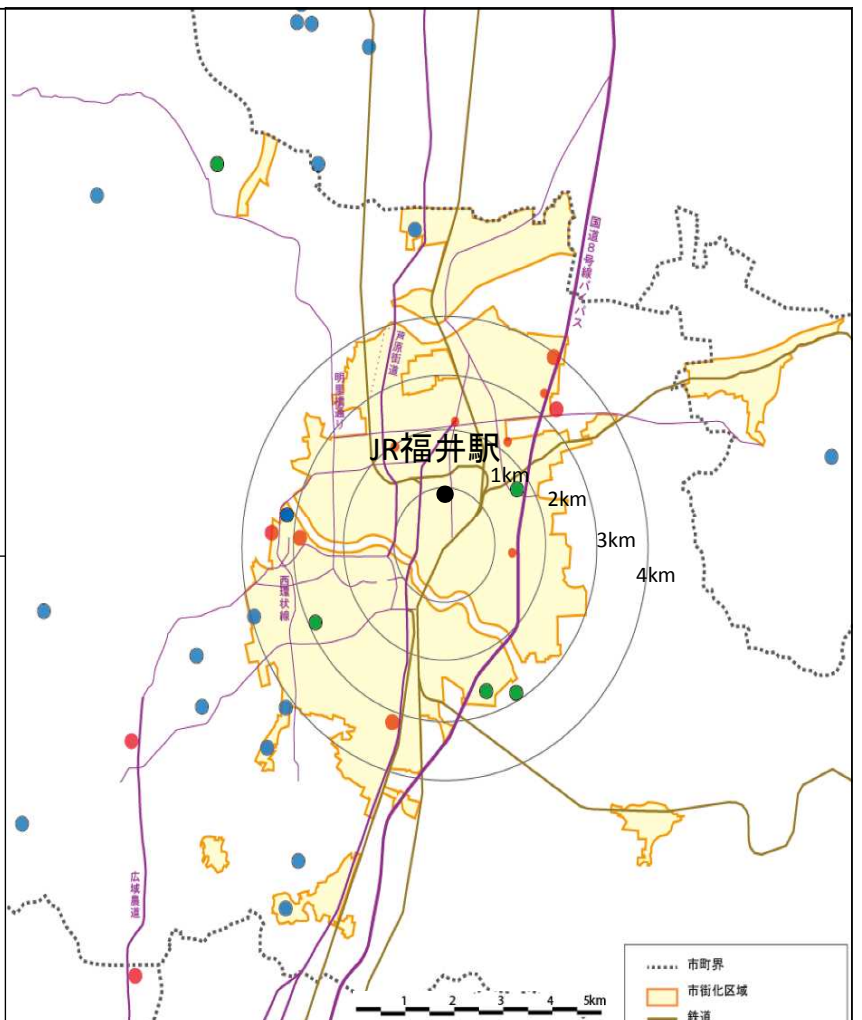 国道8号線バイパス
芦原街道
明里橋通り
JR福井駅
1km
2km
3km
4km
西環状線
広域農道
市町界
市街化区域
鉄道
1 2 3 4 5km